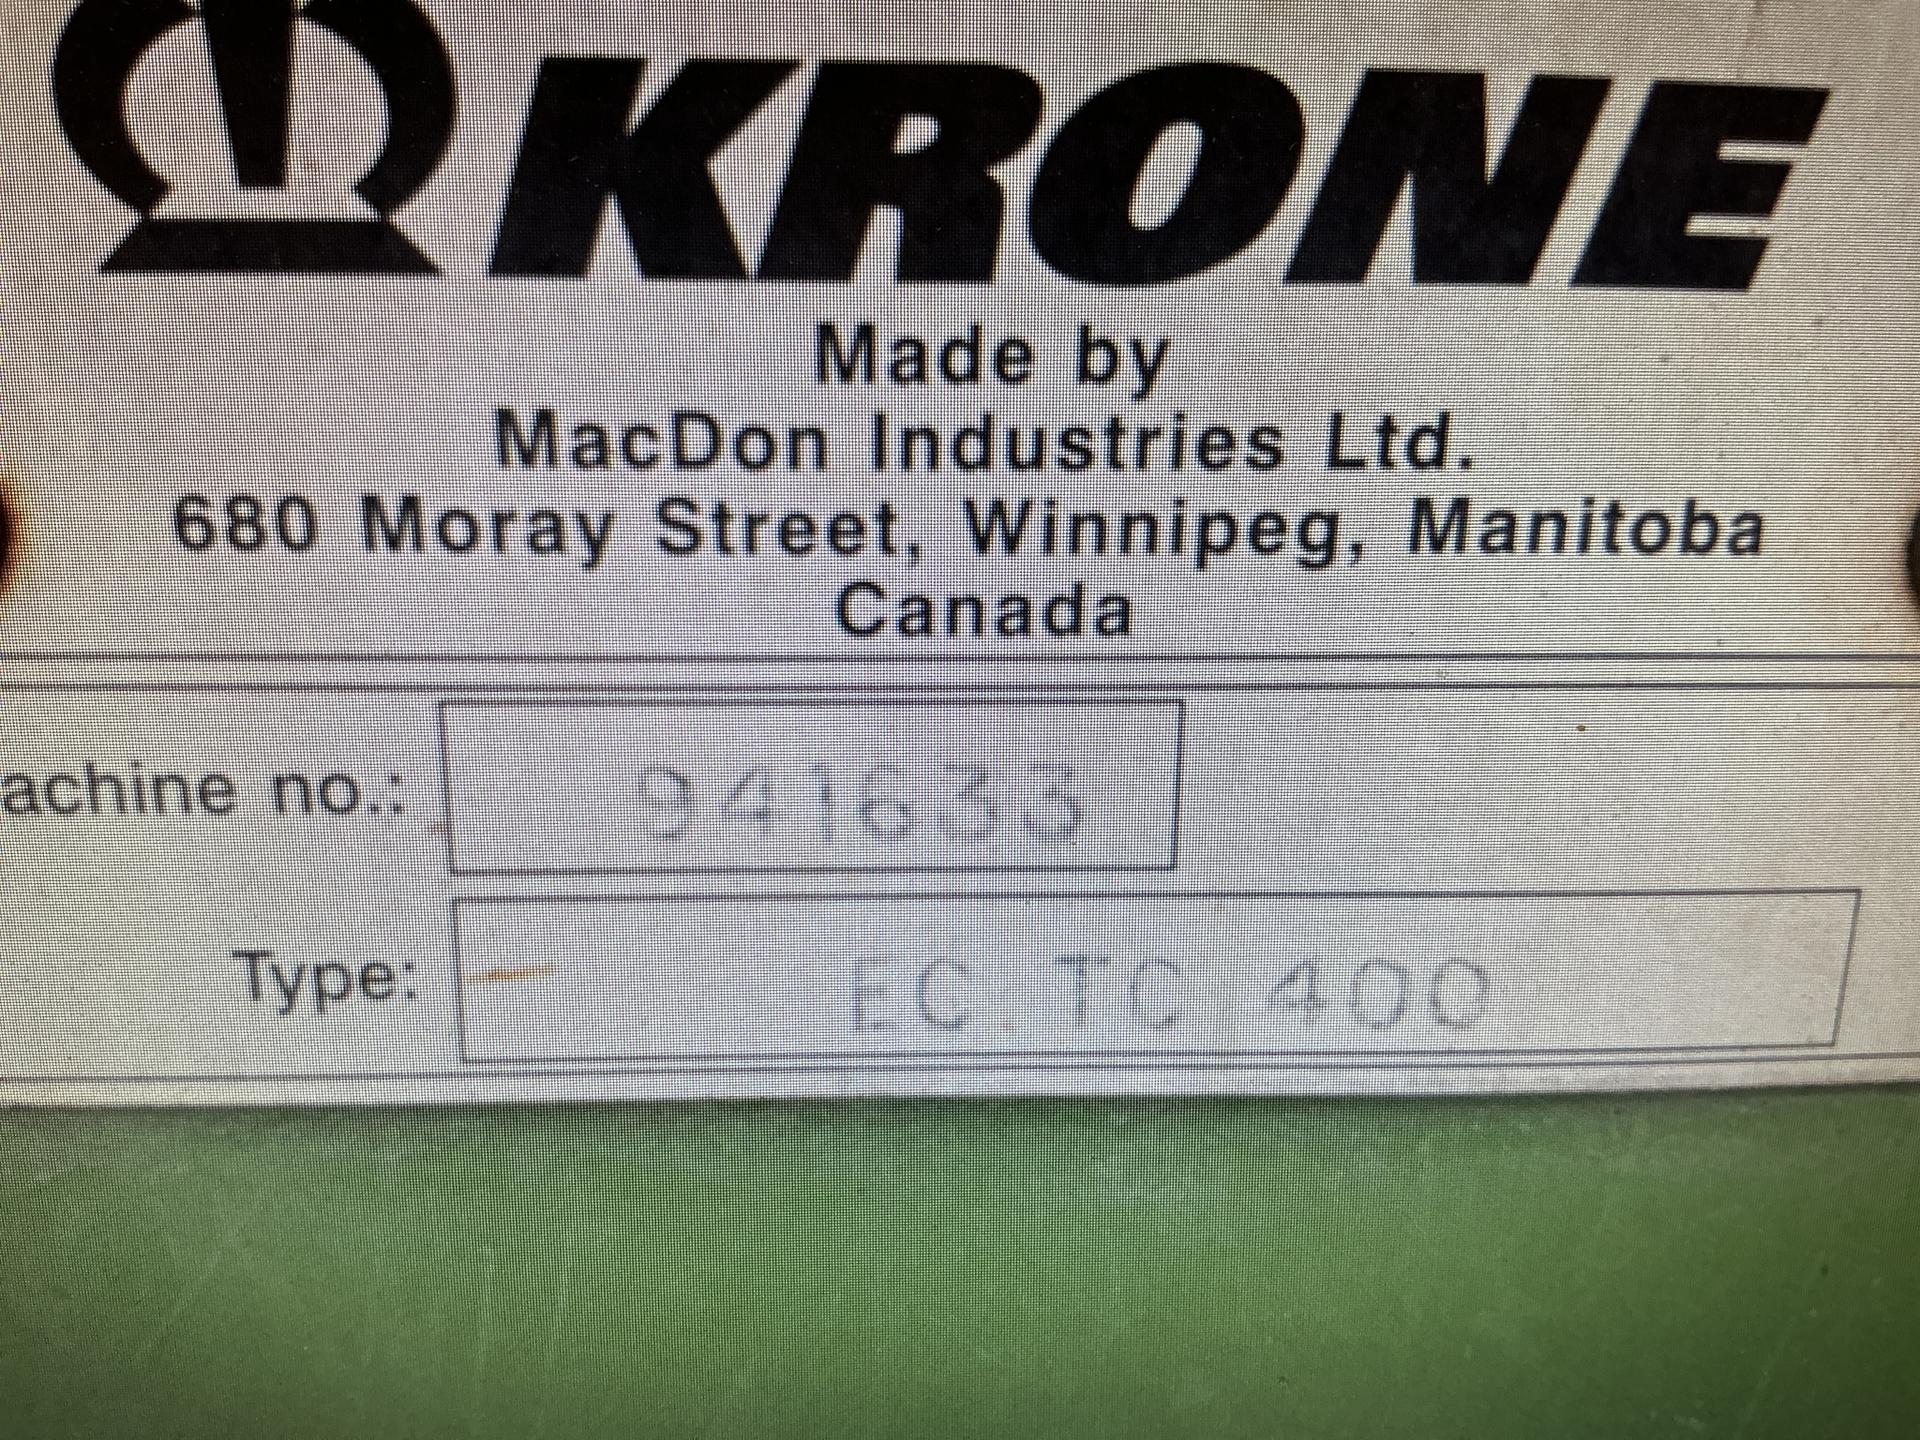 KRONE
Made by
MacDon Industries Ltd.
680 Moray Street, Winnipeg, Manitoba
Canada
achine no.: 941633
Type: EC TC 400